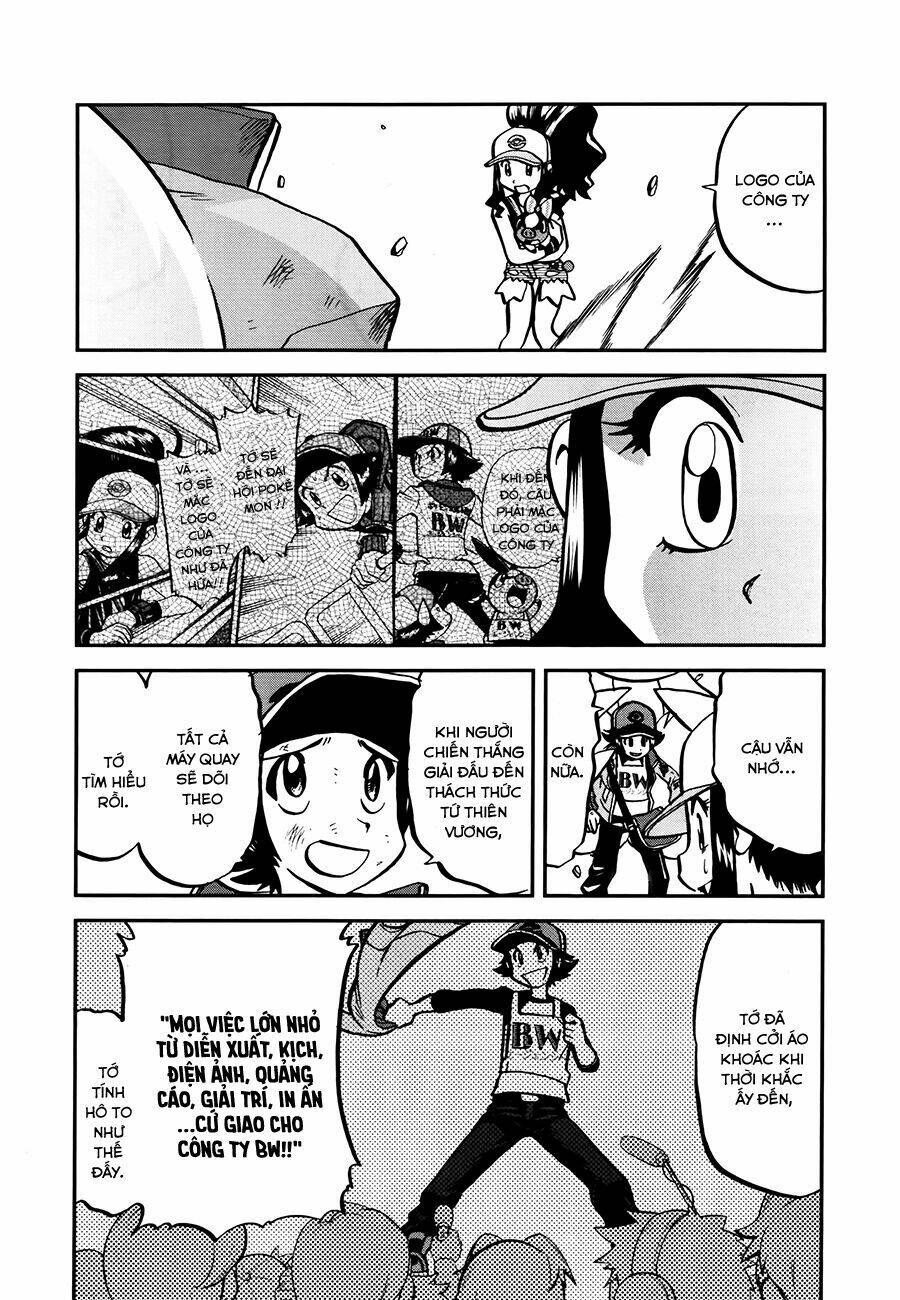 LOGO CỦA
CÔNG TY
...
KHI ĐẾN
ĐÓ, CẬU
PHẢI MẶC
LOGO CỦA
CÔNG TY
BW
BW
TỚ SẼ
ĐẾN ĐẠI
HỘI POKÉ
MON !!
VÀ ...
TỚ SẼ
MẶC
LOGO
CỦA
CÔNG TY
NHƯ ĐÃ
HỨA!!
CẬU VẪN
NHỚ...
BW
CÒN
NỮA.
KHI NGƯỜI
CHIẾN THẮNG
GIẢI ĐẤU ĐẾN
THÁCH THỨC
TỨ THIÊN
VƯƠNG,
TẤT CẢ
MÁY QUAY
SẼ DÕI
THEO
HỌ
TỚ
TÌM HIỂU
RỒI.
TỚ ĐÃ
ĐỊNH CỞI ÁO
KHOÁC KHI
THỜI KHẮC
ẤY ĐẾN,
BW
"MỌI VIỆC LỚN NHỎ
TỪ DIỄN XUẤT, KỊCH,
ĐIỆN ẢNH, QUẢNG
CÁO, GIẢI TRÍ, IN ẤN
...CỨ GIAO CHO
CÔNG TY BW!!"
TỚ
TÍNH
HÔ TO
NHƯ
THẾ
ĐẤY.